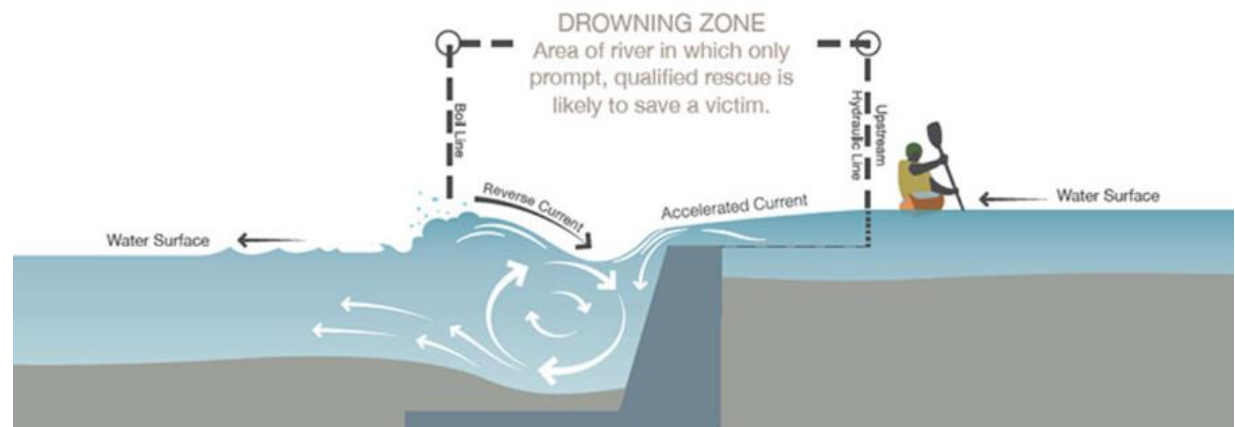 DROWNING ZONE
Area of river in which only
prompt, qualified rescue is
likely to save a victim.
Boil Line
Upstream
Hydraulic Line
Reverse Current
Accelerated Current
Water Surface
Water Surface